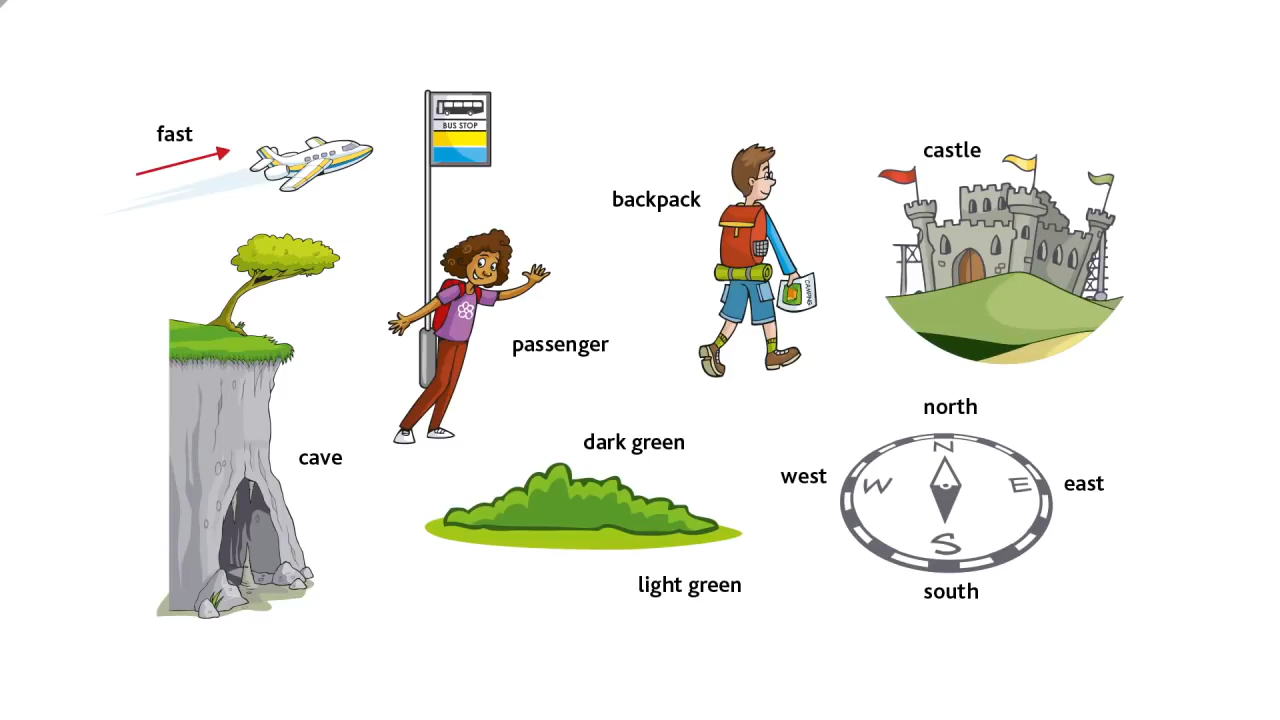 fast
BUS STOP
castle
backpack
CAMPING
passenger
north
dark green
cave
west
N
W
E
S
east
light green
south